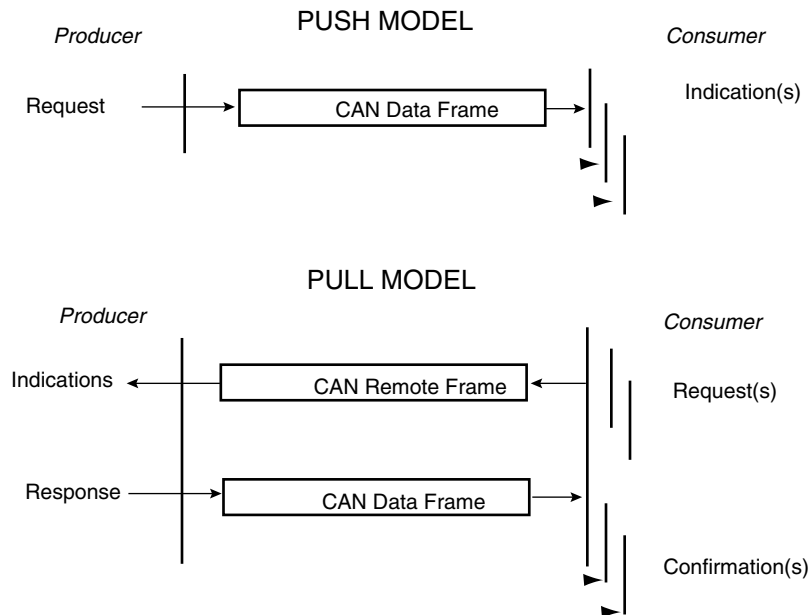 PUSH MODEL
Producer
Consumer
Request
CAN Data Frame
Indication(s)
PULL MODEL
Producer
Consumer
Indications
CAN Remote Frame
Request(s)
Response
CAN Data Frame
Confirmation(s)